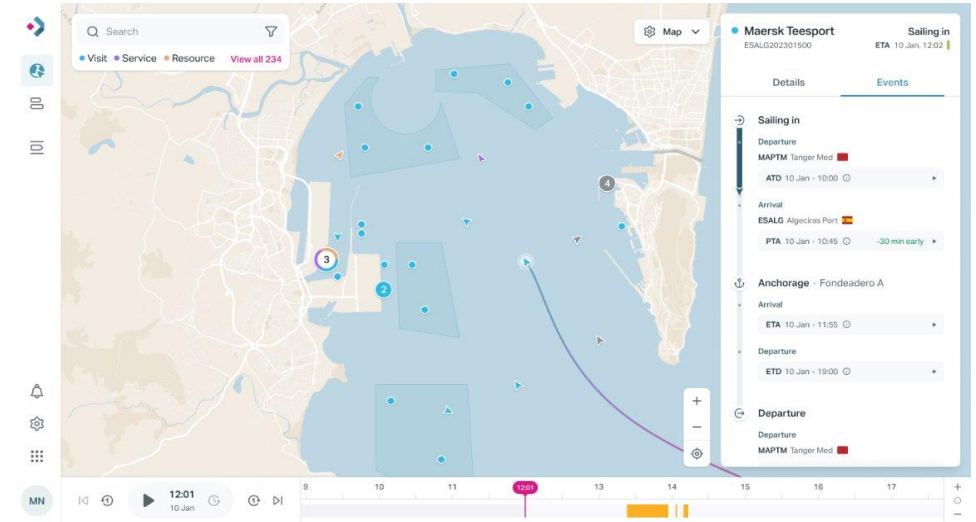 Search
Visit Service Resource View all 234
Map
Maersk Teesport Sailing in
ESALG202301500 ETA 10 Jan, 12:02
Details Events
Sailing in
Departure
MAPTM Tanger Med
ATD 10 Jan - 10:00
Arrival
ESALG Algeciras Port
PTA 10 Jan - 10:45 -30 min early
Anchorage · Fondeadero A
Arrival
ETA 10 Jan - 11:55
Departure
ETD 10 Jan - 19:00
Departure
Departure
MAPTM Tanger Med
4
3
2
+
−
MN
1
12:01
10 Jan
1
9 10 11 12:01 13 14 15 16 17
+
−